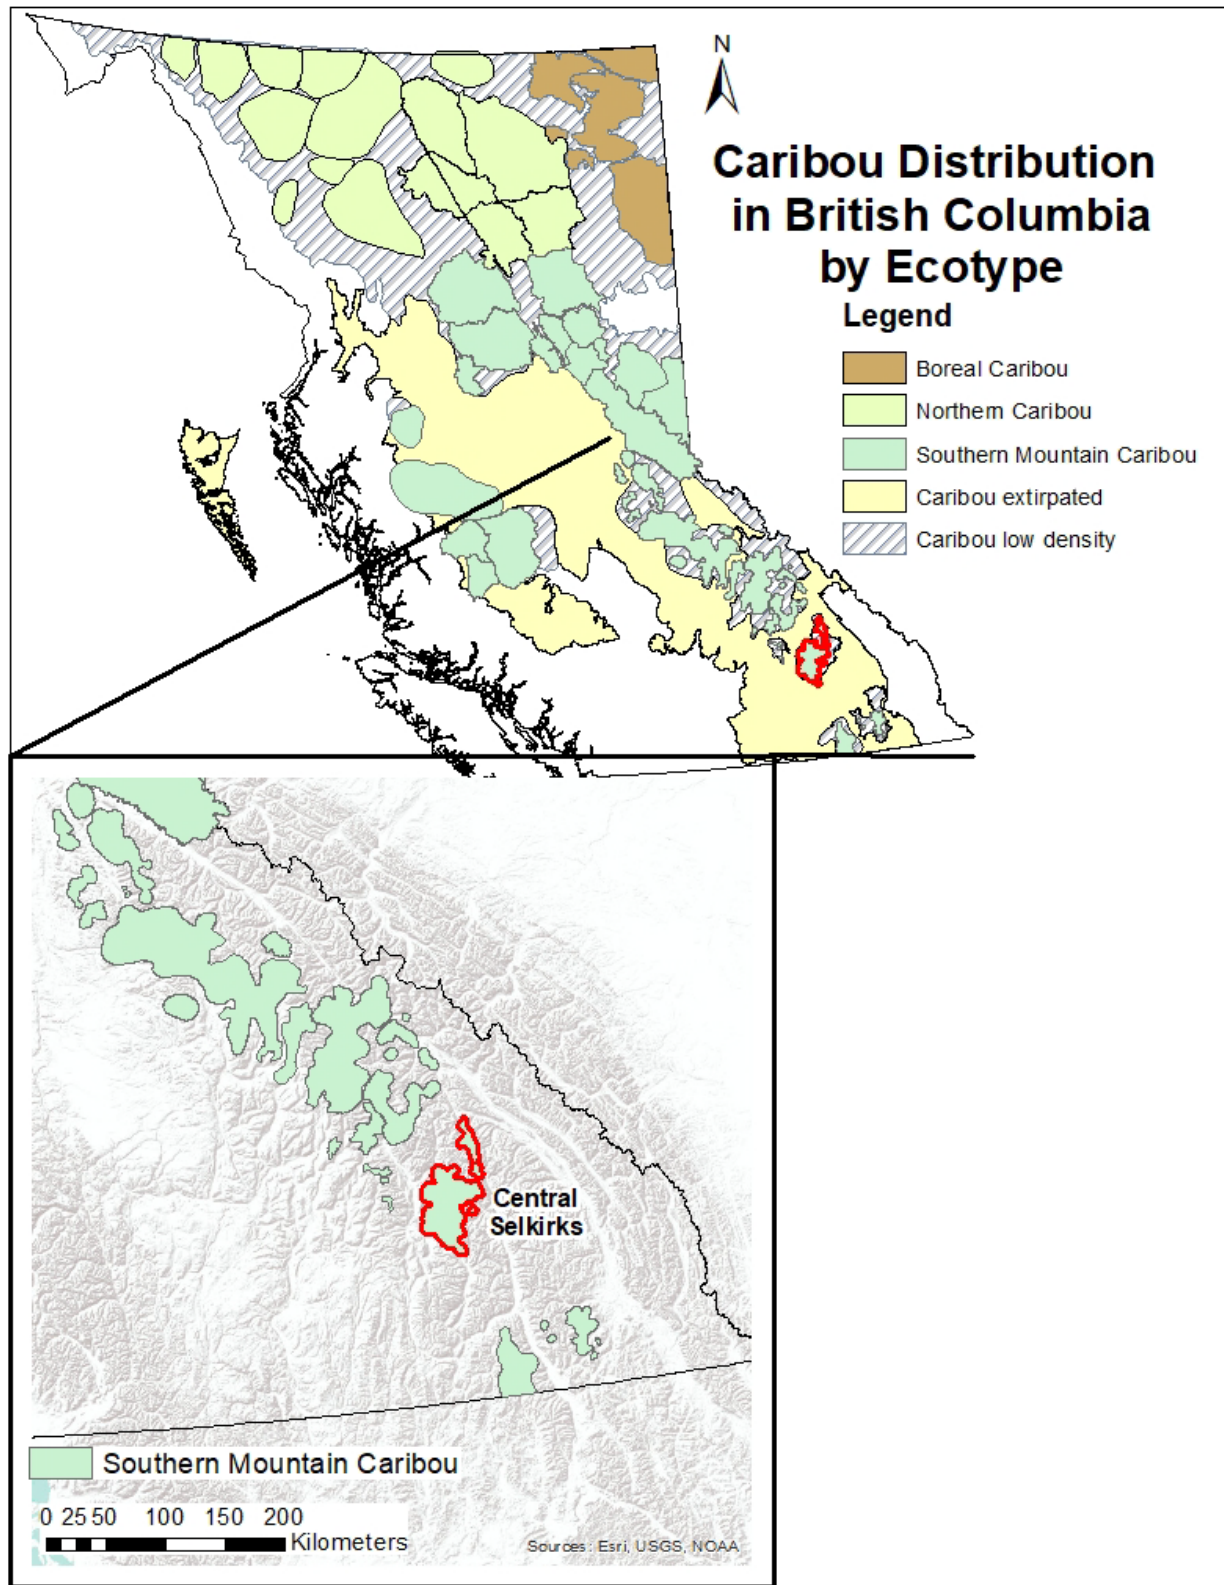 N
Caribou Distribution
in British Columbia
by Ecotype
Legend
Boreal Caribou
Northern Caribou
Southern Mountain Caribou
Caribou extirpated
Caribou low density
Central
Selkirks
Southern Mountain Caribou
0 25 50 100 150 200
Kilometers
Sources: Esri, USGS, NOAA